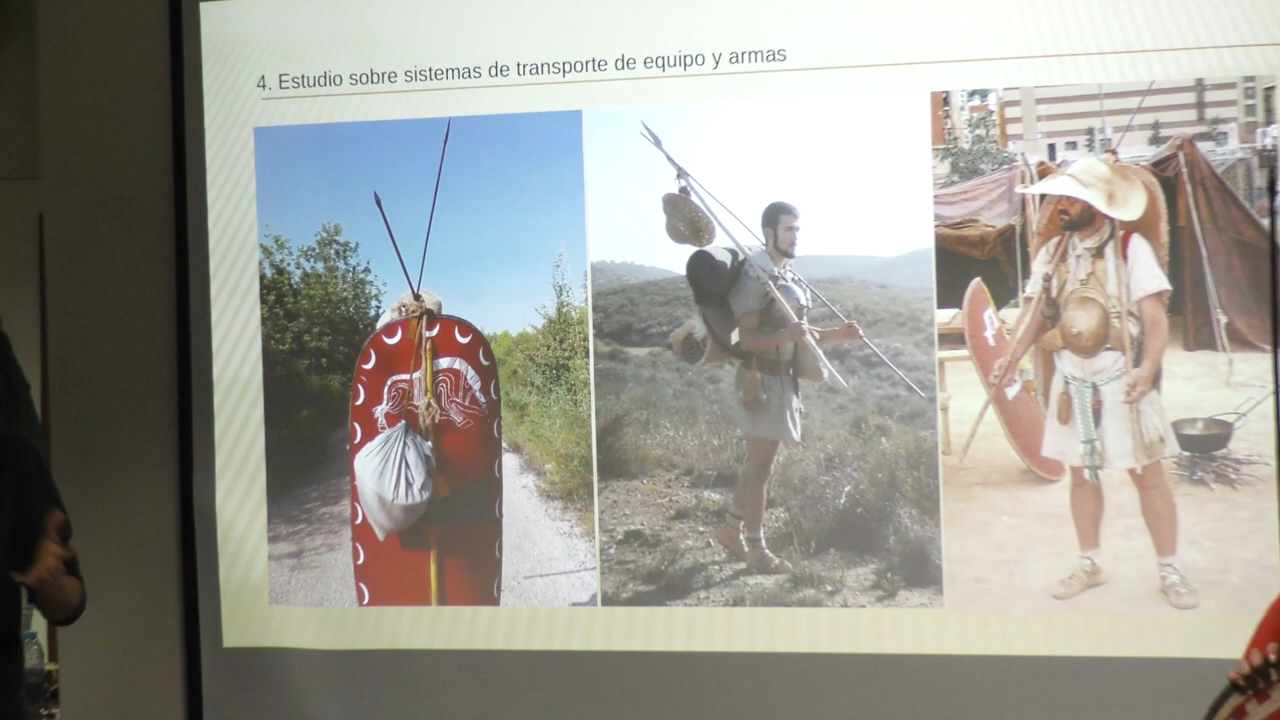 4. Estudio sobre sistemas de transporte de equipo y armas